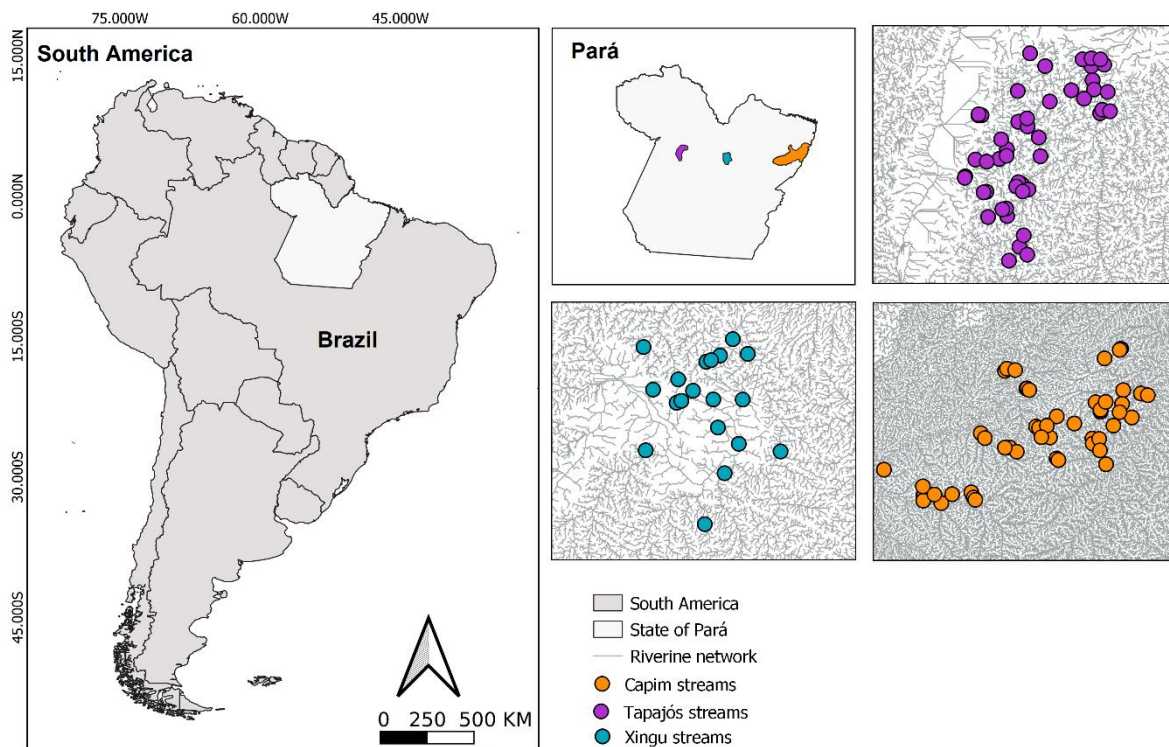 75.000W 60.000W 45.000W
South America
15.000N
0.000N
15.000S
30.000S
45.000S
Brazil
0 250 500 KM
Pará
South America
State of Pará
Riverine network
Capim streams
Tapajós streams
Xingu streams